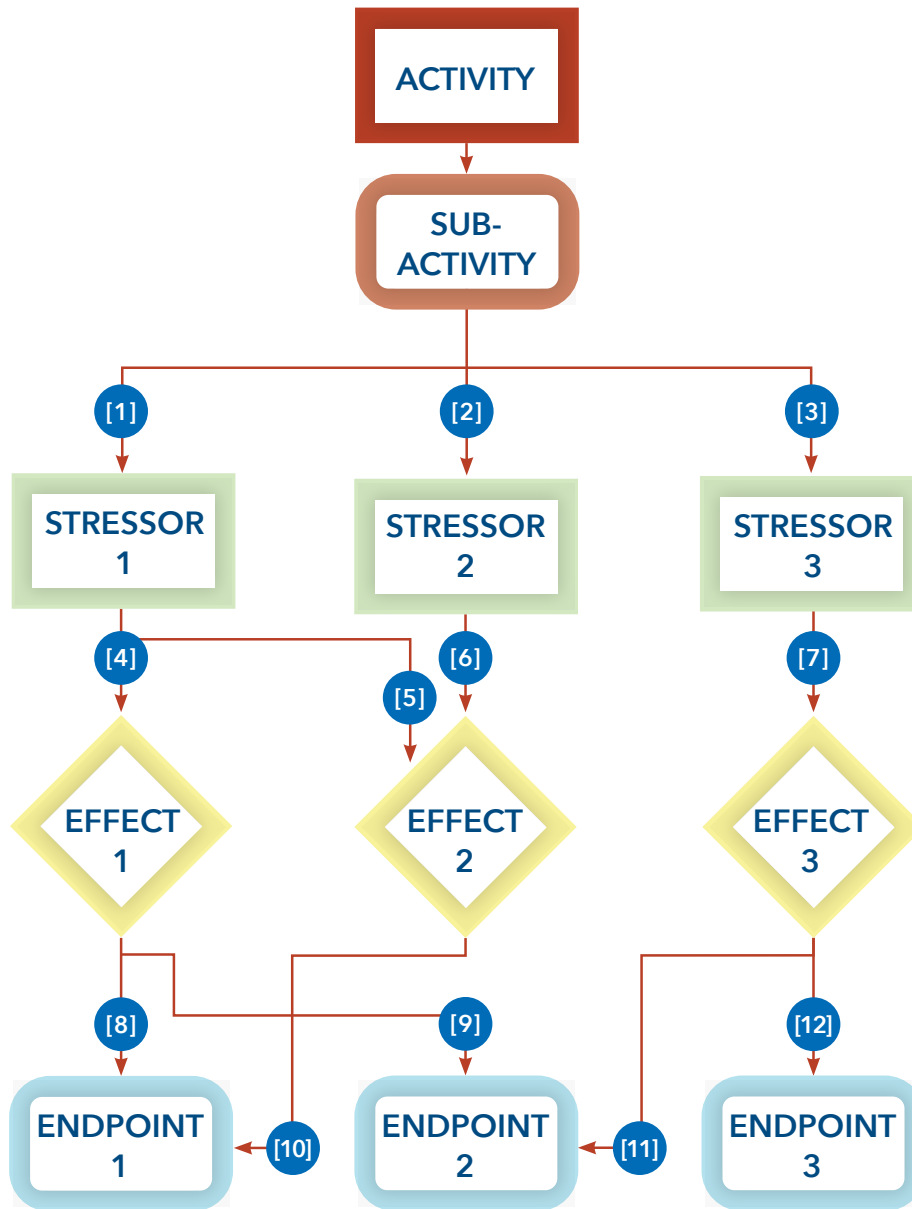 ACTIVITY
SUB-
ACTIVITY
[1]
[2]
[3]
STRESSOR
1
STRESSOR
2
STRESSOR
3
[4]
[5]
[6]
[7]
EFFECT
1
EFFECT
2
EFFECT
3
[8]
[9]
[12]
ENDPOINT
1
[10]
ENDPOINT
2
[11]
ENDPOINT
3